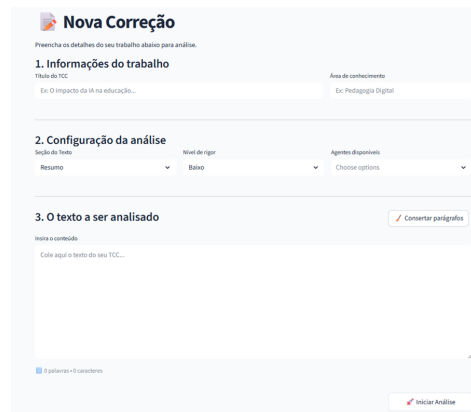 Nova Correção
Preencha os detalhes do seu trabalho abaixo para análise.
1. Informações do trabalho
Título do TCC
Área de conhecimento
Ex: O impacto da IA na educação...
Ex: Pedagogia Digital
2. Configuração da análise
Seção do Texto
Nível de rigor
Agentes disponíveis
Resumo
Baixo
Choose options
3. O texto a ser analisado
Consertar parágrafos
Insira o conteúdo
Cole aqui o texto do seu TCC...
0 palavras • 0 caracteres
Iniciar Análise